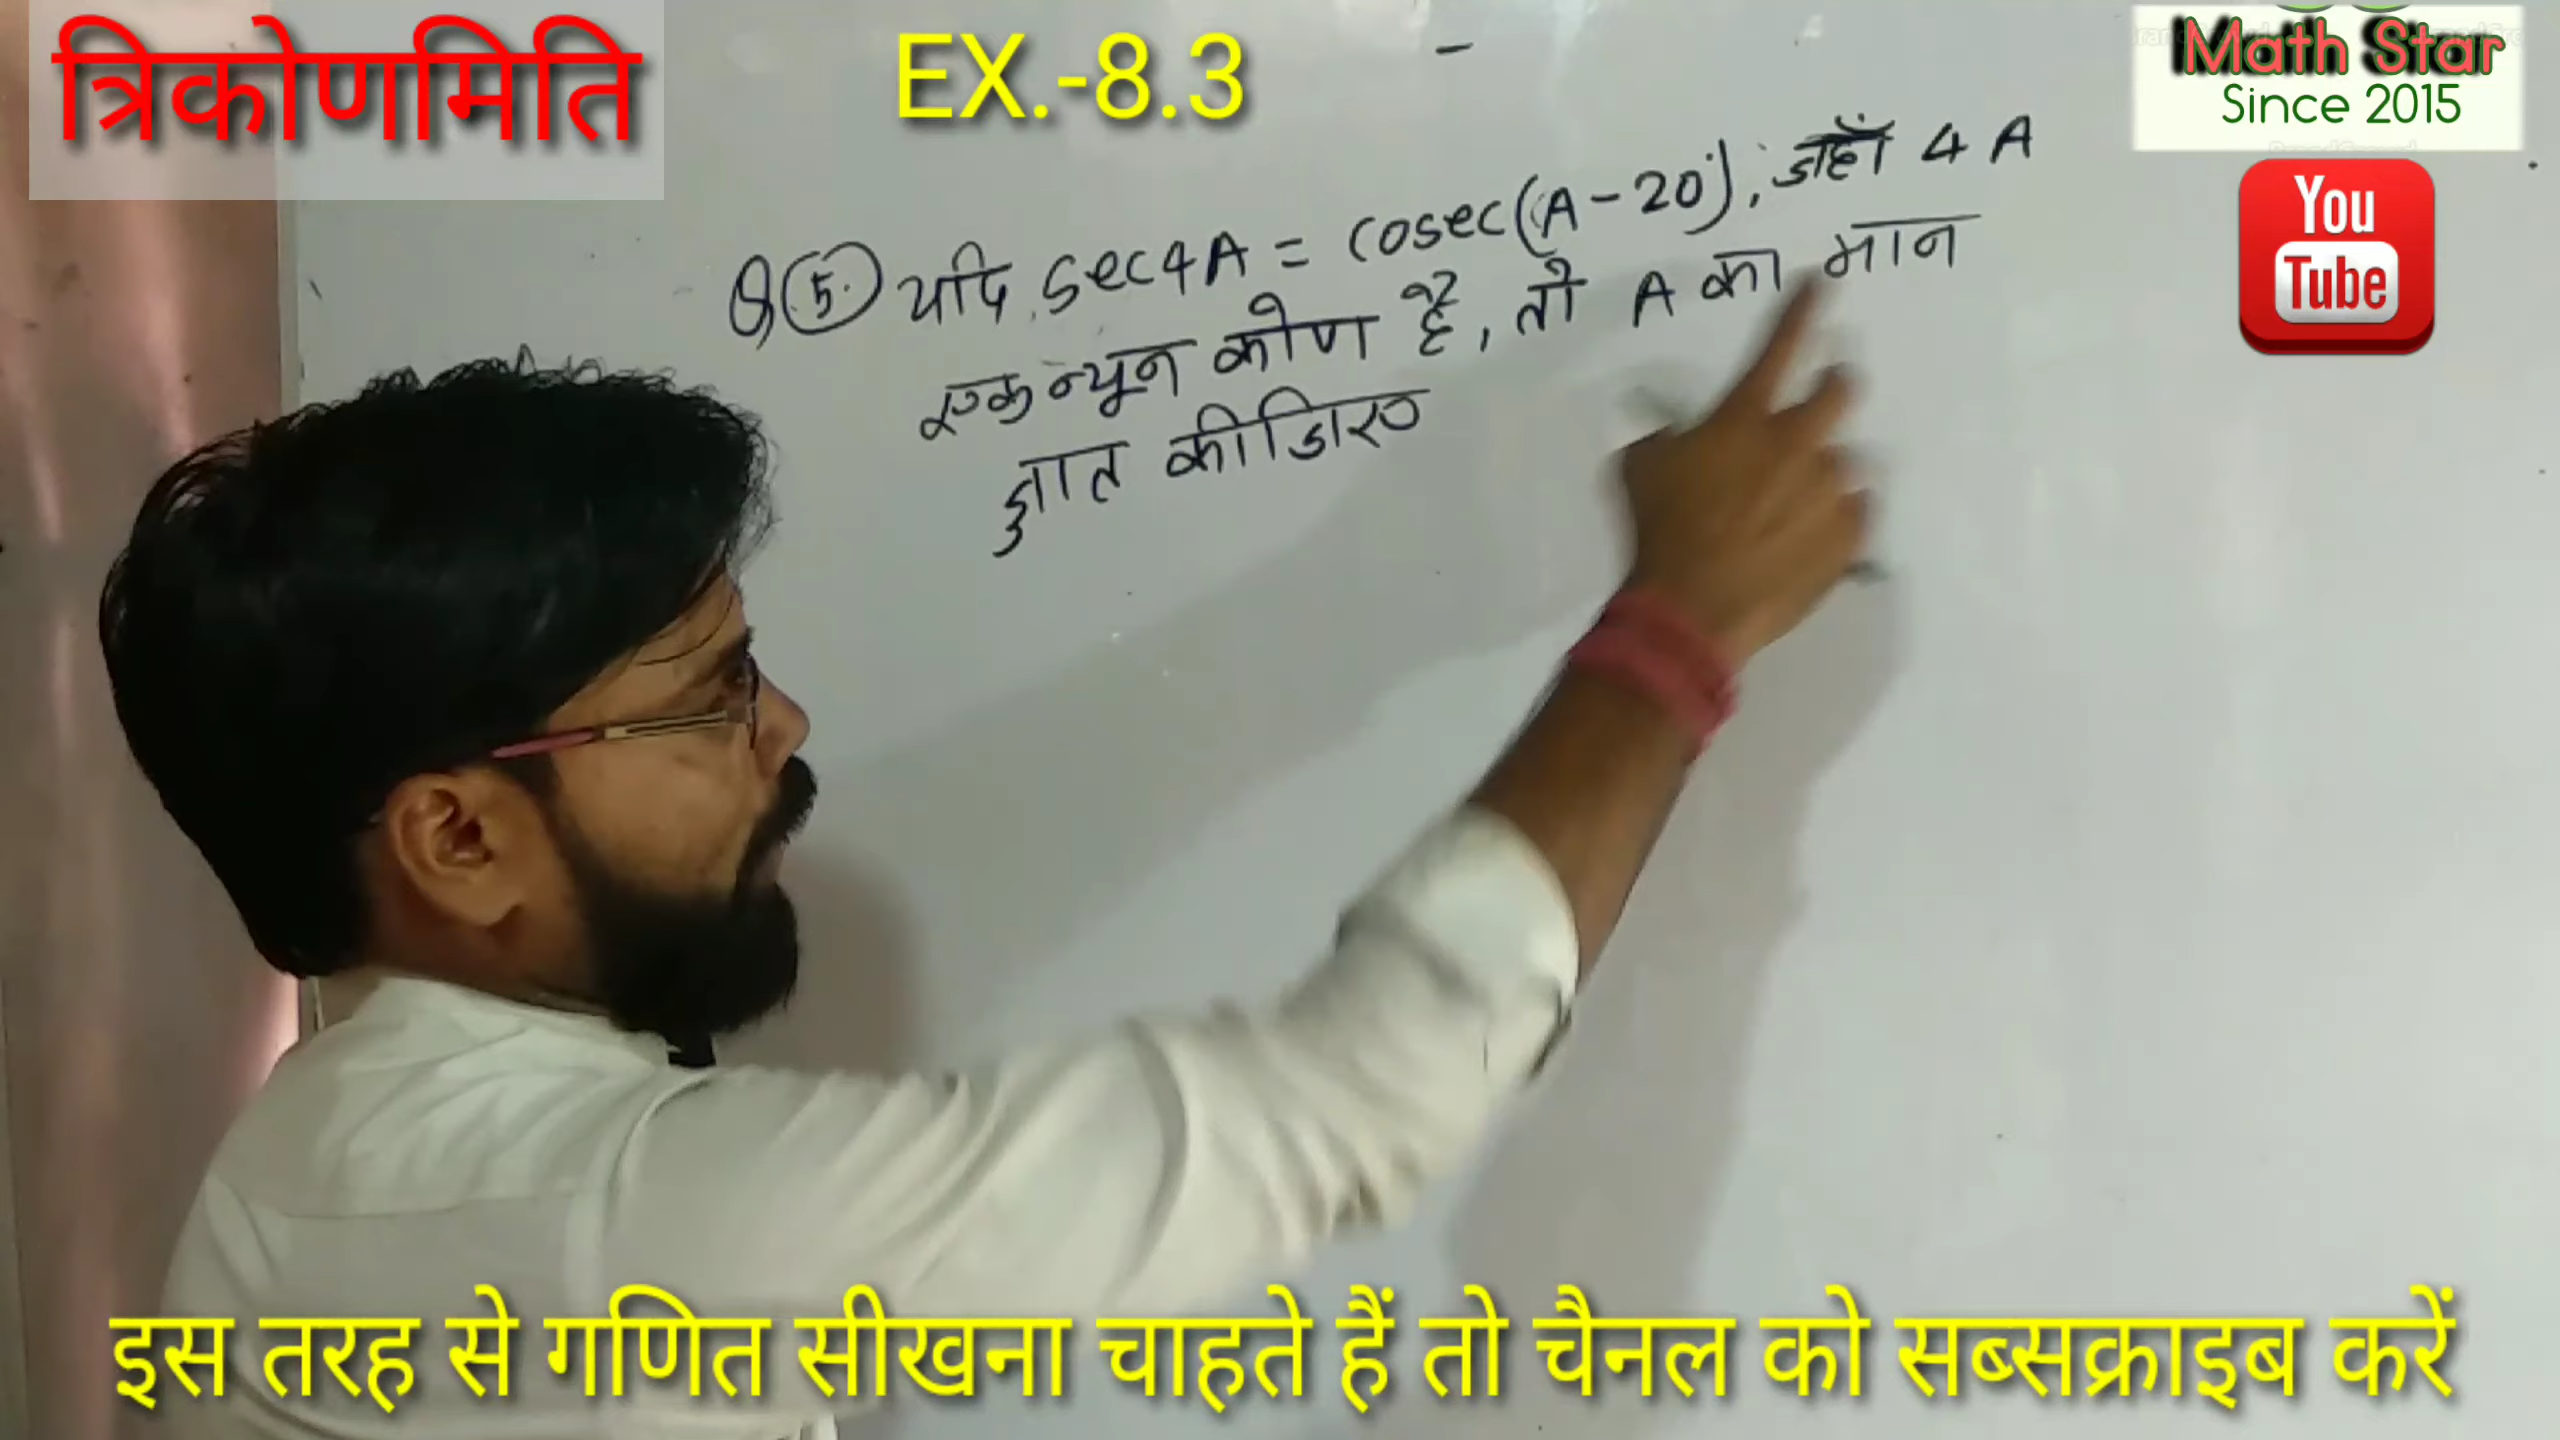 त्रिकोणमिति
EX.-8.3
Math Star
Since 2015
You
Tube
Q 5. यदि sec4A = cosec(A-20°), जहाँ 4A
एक न्यून कोण है, तो A का मान
ज्ञात कीजिए
इस तरह से गणित सीखना चाहते हैं तो चैनल को सब्सक्राइब करें